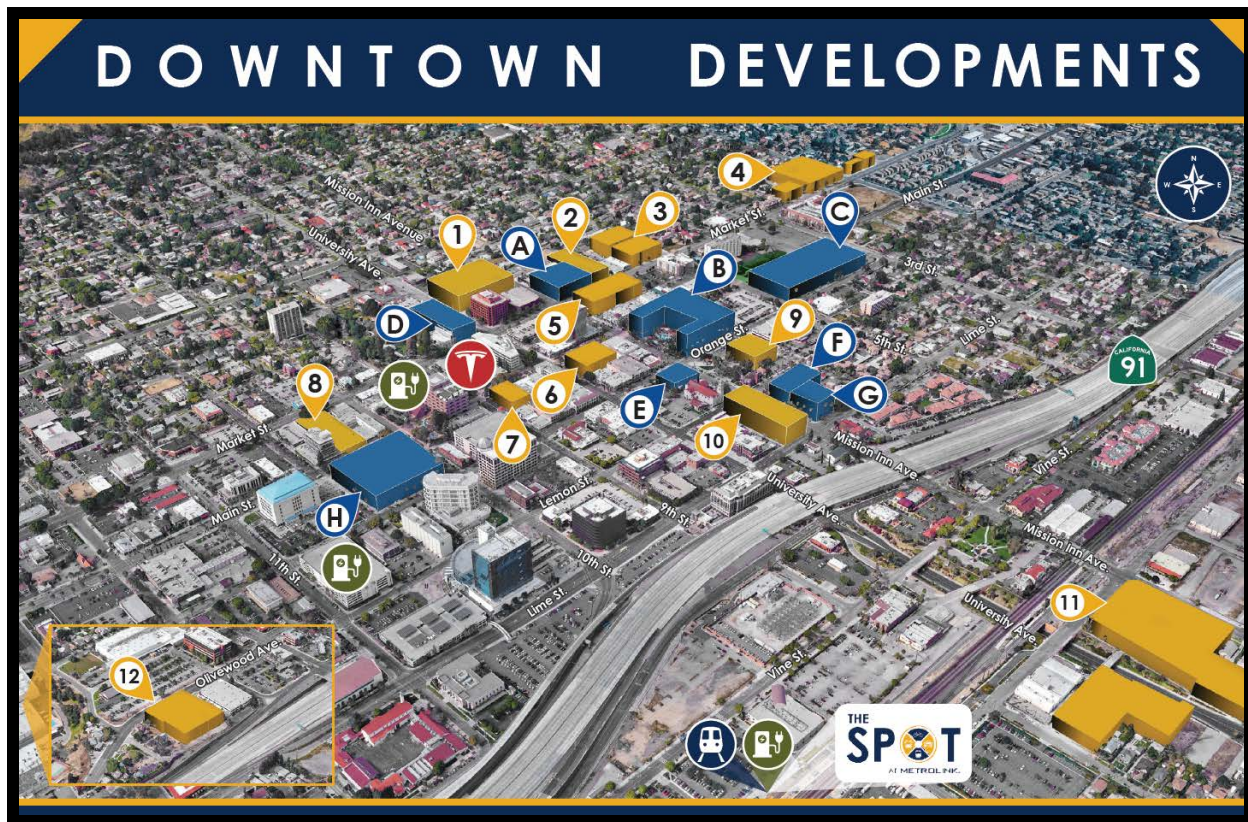 DOWNTOWN DEVELOPMENTS
N
W E
S
4
Main St.
Mission Inn Avenue
2
3
Market St.
C
1
A
University Ave.
B
3rd St.
D
5
9
Orange St.
F
5th St.
Lime St.
CALIFORNIA
91
8
6
E
G
Market St.
7
10
Mission Inn Ave.
Vine St.
Main St.
H
Lemon St.
9th St.
University Ave.
11th St.
10th St.
Mission Inn Ave.
Lime St.
11
University Ave.
12
Olivewood Ave.
Vine St.
THE
SPOT
AT METROLINK.